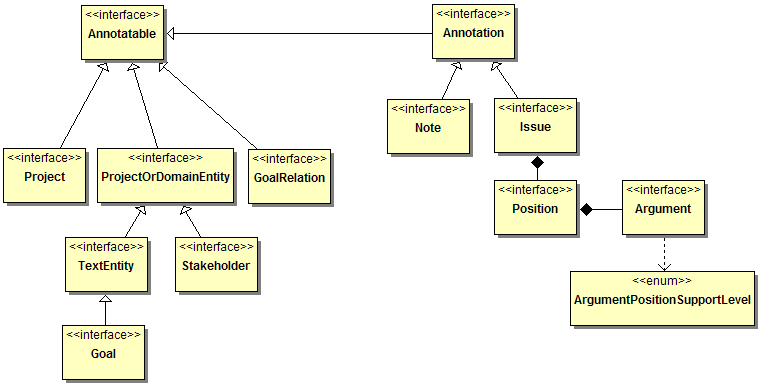 <<interface>>
Annotatable
<<interface>>
Annotation
<<interface>>
Note
<<interface>>
Issue
<<interface>>
Project
<<interface>>
ProjectOrDomainEntity
<<interface>>
GoalRelation
<<interface>>
Position
<<interface>>
Argument
<<interface>>
TextEntity
<<interface>>
Stakeholder
<<enum>>
ArgumentPositionSupportLevel
<<interface>>
Goal